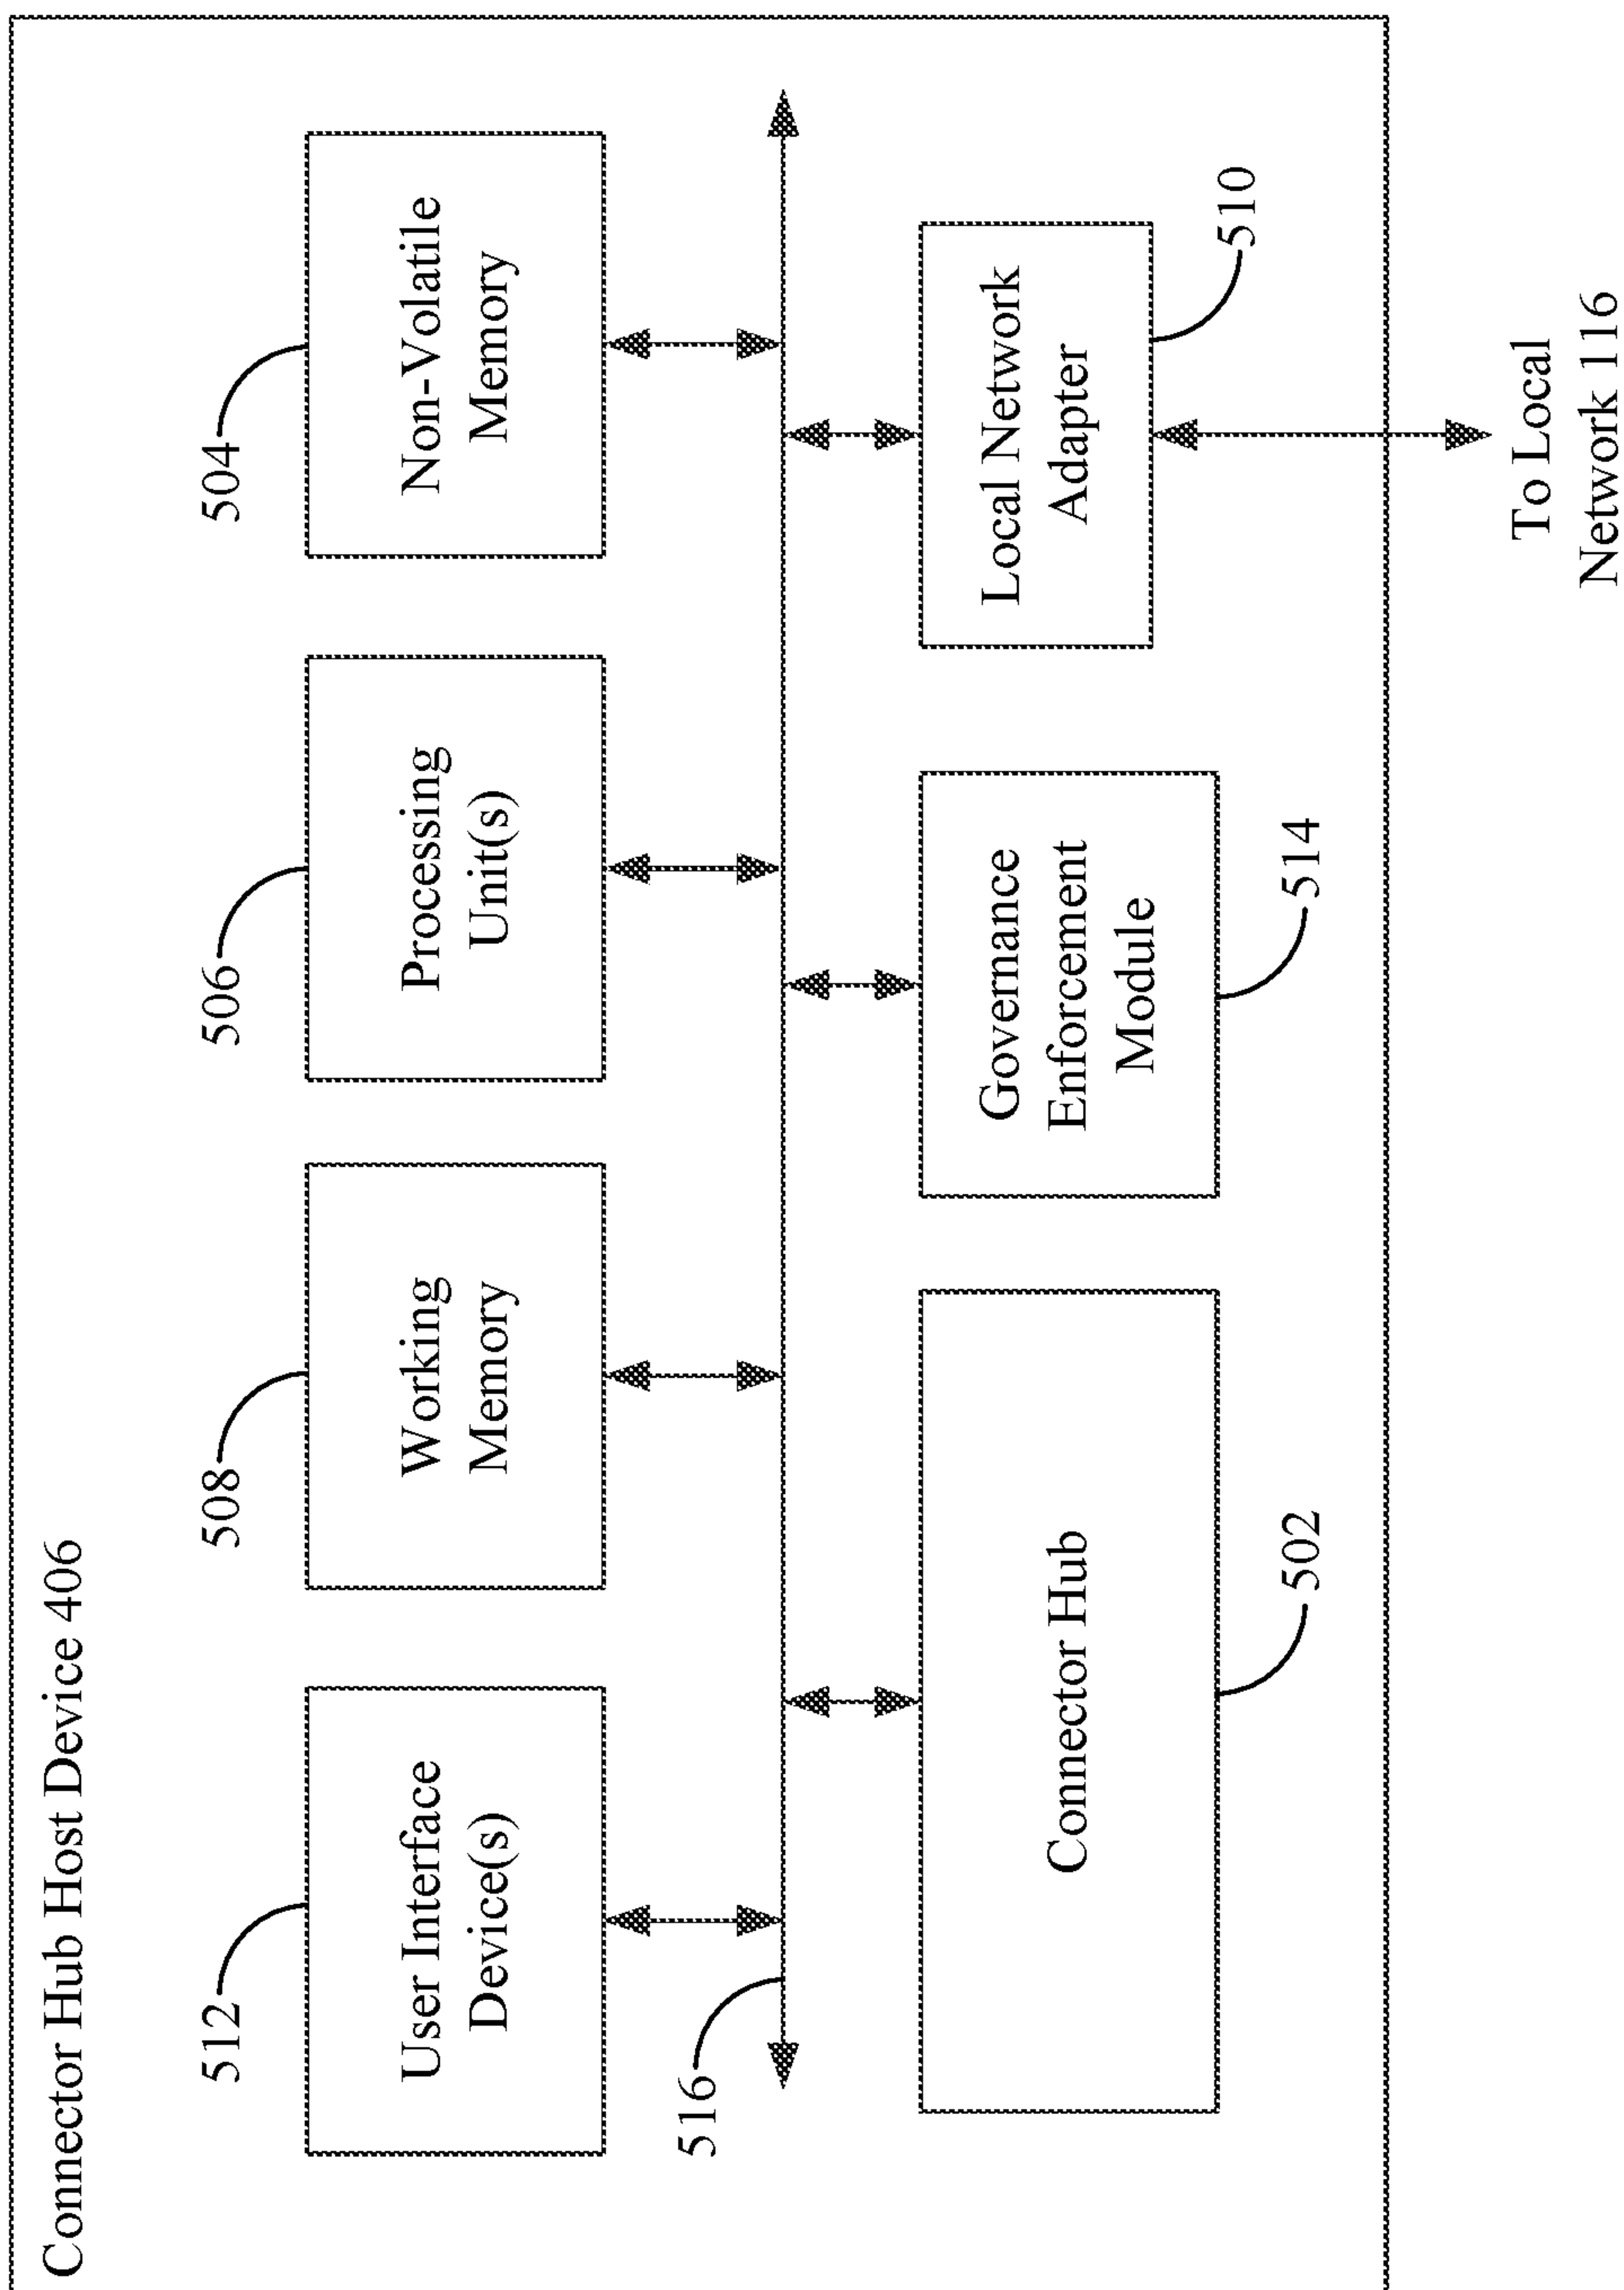 Connector Hub Host Device 406
512
508
506
504
User Interface
Device(s)
Working
Memory
Processing
Unit(s)
Non-Volatile
Memory
516
Connector Hub
Governance
Enforcement
Module
Local Network
Adapter
502
514
510
To Local
Network 116